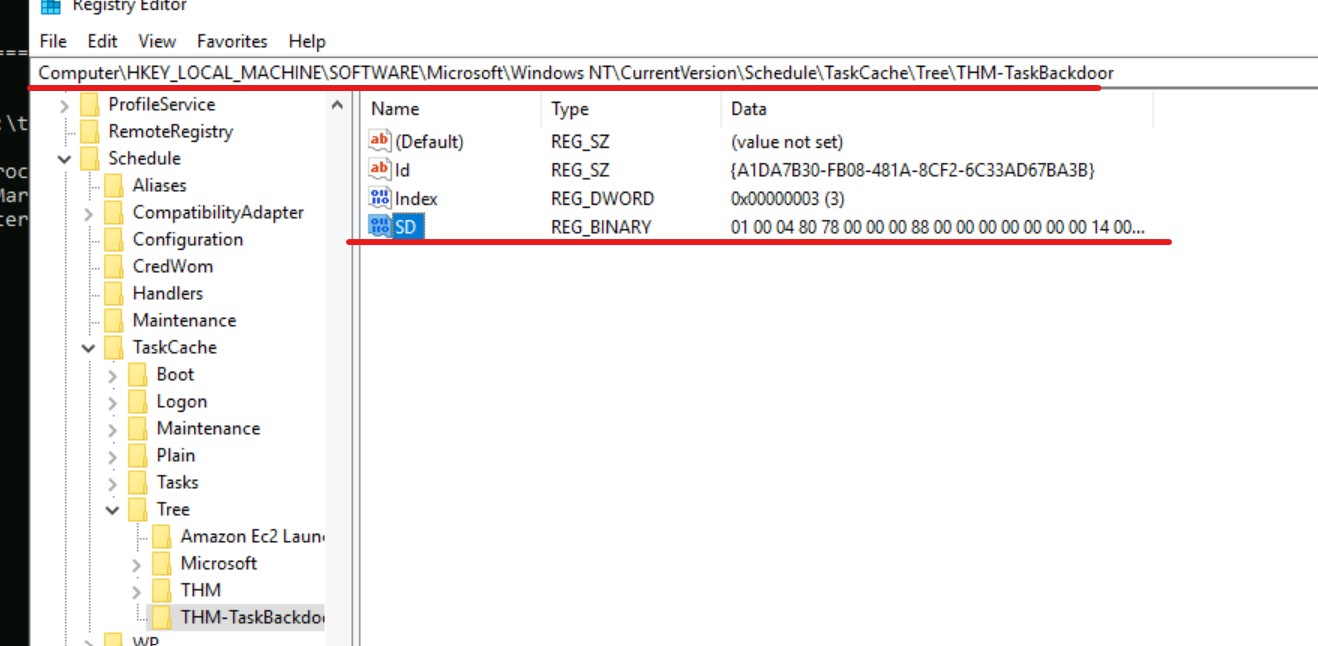 Registry Editor
File Edit View Favorites Help
Computer\HKEY_LOCAL_MACHINE\SOFTWARE\Microsoft\Windows NT\CurrentVersion\Schedule\TaskCache\Tree\THM-TaskBackdoor
ProfileService
RemoteRegistry
Schedule
Aliases
CompatibilityAdapter
Configuration
CredWom
Handlers
Maintenance
TaskCache
Boot
Logon
Maintenance
Plain
Tasks
Tree
Amazon Ec2 Laun
Microsoft
THM
THM-TaskBackdo
WP
Name Type Data
ab (Default) REG_SZ (value not set)
ab Id REG_SZ {A1DA7B30-FB08-481A-8CF2-6C33AD67BA3B}
Index REG_DWORD 0x00000003 (3)
SD REG_BINARY 01 00 04 80 78 00 00 00 88 00 00 00 00 00 00 00 14 00...